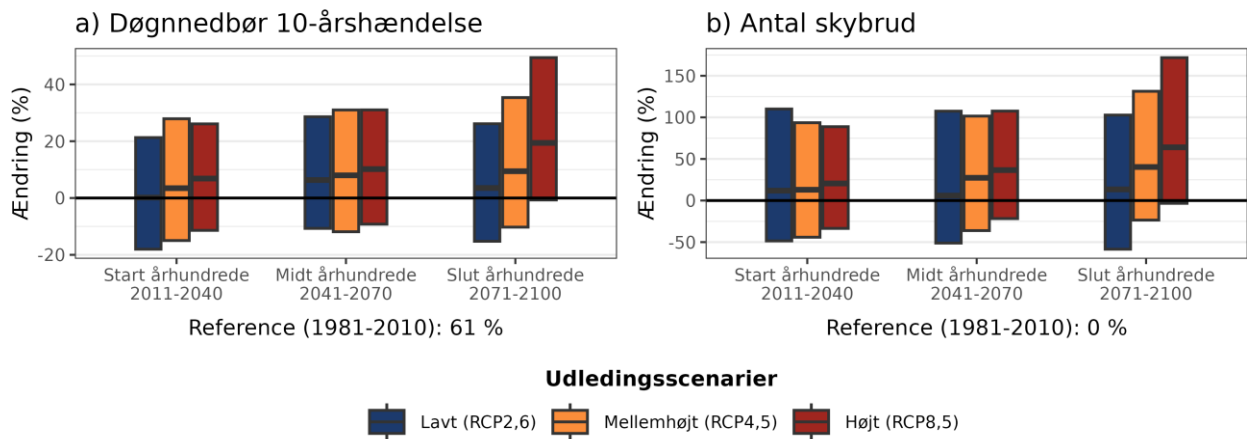 a) Døgnnedbør 10-årshændelse
Ændring (%)
40
20
0
-20
Start århundrede
2011-2040
Midt århundrede
2041-2070
Slut århundrede
2071-2100
Reference (1981-2010): 61 %
b) Antal skybrud
Ændring (%)
150
100
50
0
-50
Start århundrede
2011-2040
Midt århundrede
2041-2070
Slut århundrede
2071-2100
Reference (1981-2010): 0 %
Udledingsscenarier
Lavt (RCP2,6)
Mellemhøjt (RCP4,5)
Højt (RCP8,5)